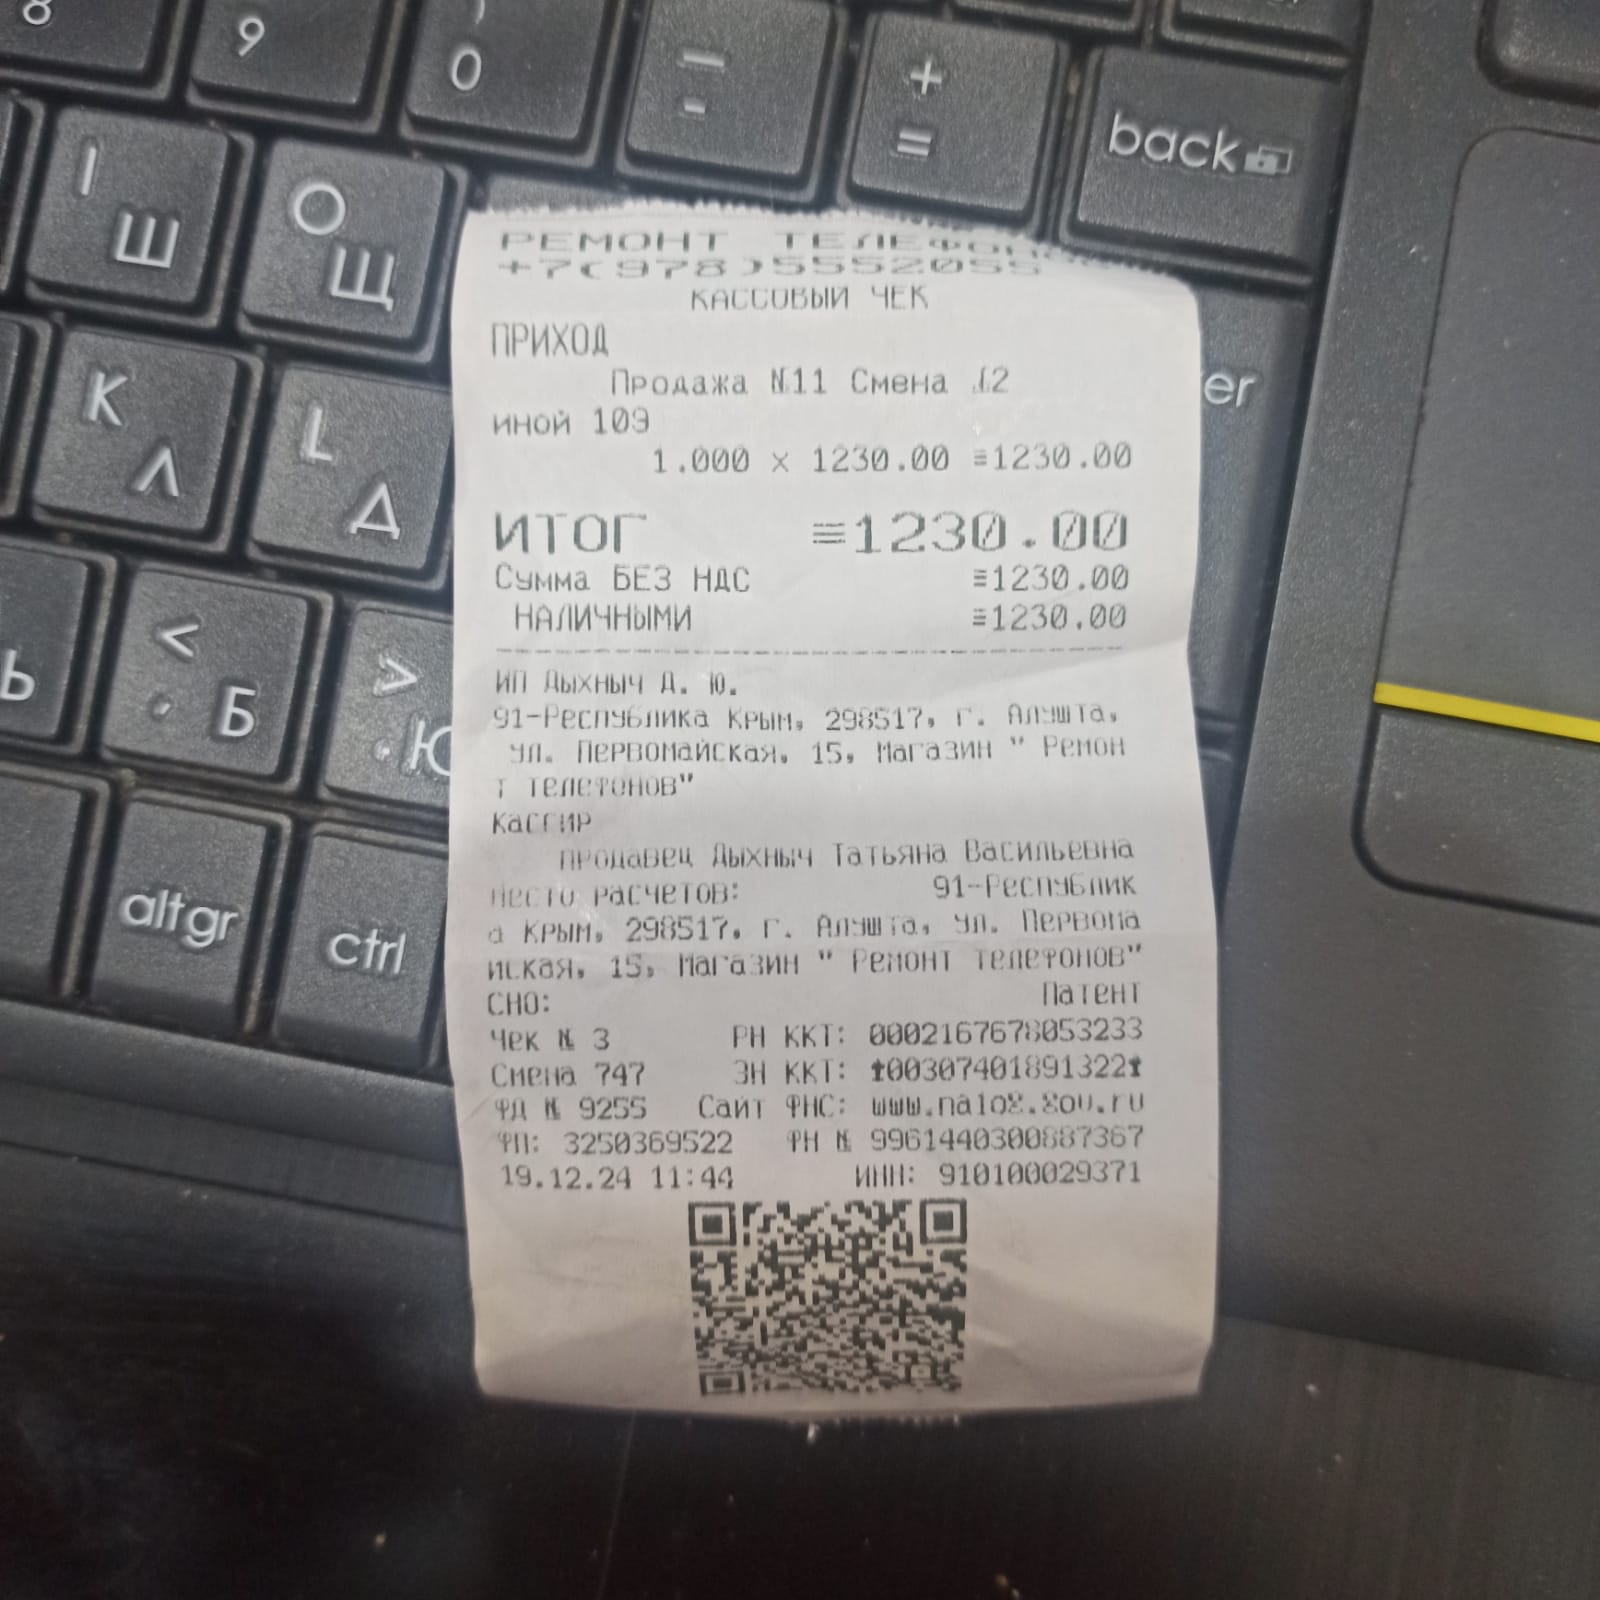 8
9
)
0
—
-
+
=
back
I
Ш
O
Щ
K
Л
L
Д
<
Б
>
Ю
Ь
altgr
ctrl
er
РЕМОНТ ТЕЛЕФОНОВ
+7(978)5552055
КАССОВЫЙ ЧЕК
ПРИХОД
Продажа №11 Смена
иной 109
1.000 x 1230.00 ≡1230.00
ИТОГ ≡1230.00
Сумма БЕЗ НДС ≡1230.00
НАЛИЧНЫМИ ≡1230.00
ИП Дыхныч Д. Ю.
91-Республика Крым, 298517, г. Алушта,
ул. Первомайская, 15, Магазин " Ремон
т телефонов"
Кассир
продавец Дыхныч Татьяна Васильевна
Место расчетов: 91-Республик
а Крым, 298517, г. Алушта, ул. Первома
йская, 15, Магазин " Ремонт телефонов"
СНО: Патент
Чек № 3 РН ККТ: 0002167678053233
Смена 747 ЗН ККТ: ↑00307401891322↑
ФД № 9255 Сайт ФНС: www.nalog.gov.ru
ФП: 3250369522 ФН № 9961440300887367
19.12.24 11:44 ИНН: 910100029371